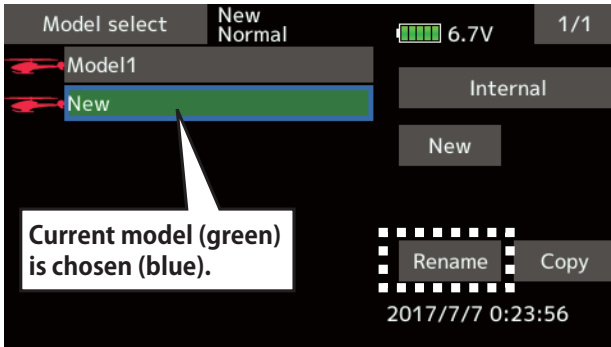 Model select
New
Normal
6.7V
1/1
Model1
Internal
New
New
Current model (green)
is chosen (blue).
Rename
Copy
2017/7/7 0:23:56